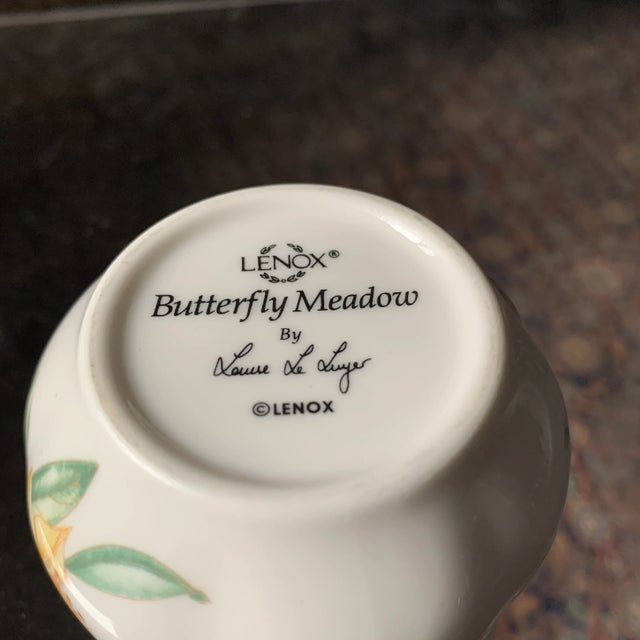 LENOX®
Butterfly Meadow
By
Louise Le Luyer
©LENOX